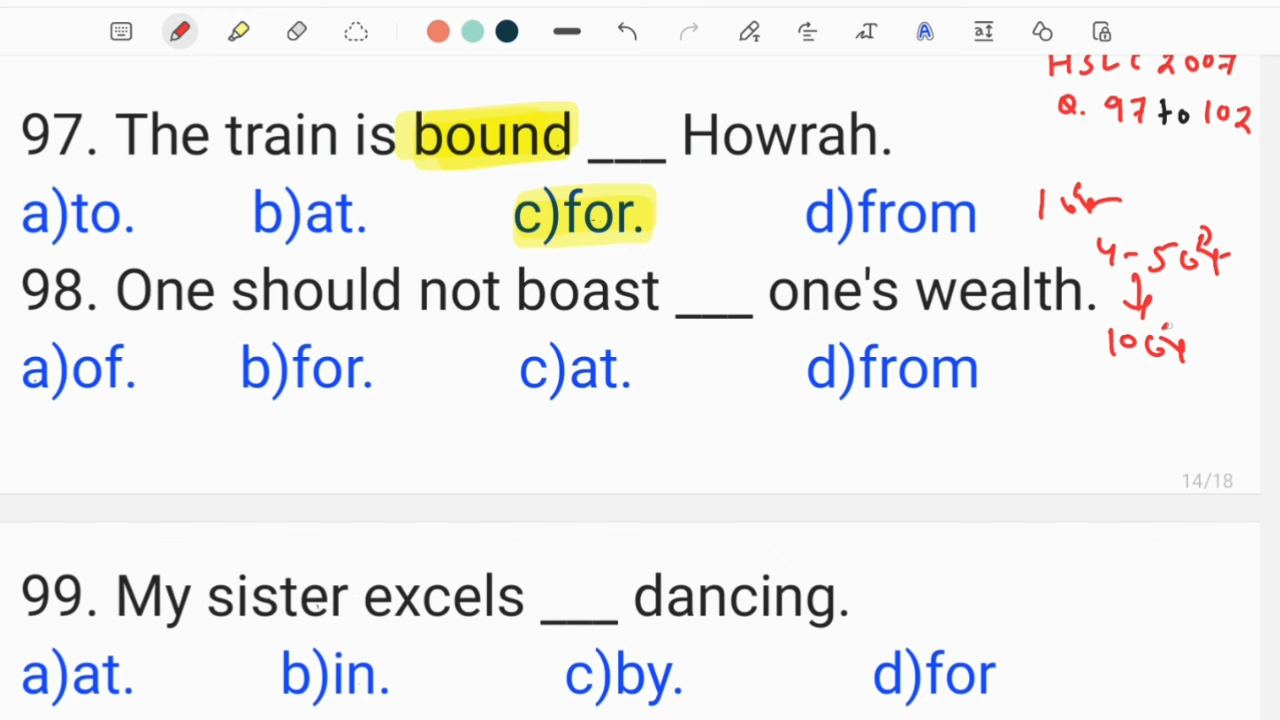 HSLC 2007
Q. 97 to 102
97. The train is bound ___ Howrah.
a)to. b)at. c)for. d)from
98. One should not boast ___ one's wealth.
a)of. b)for. c)at. d)from
14/18
99. My sister excels ___ dancing.
a)at. b)in. c)by. d)for